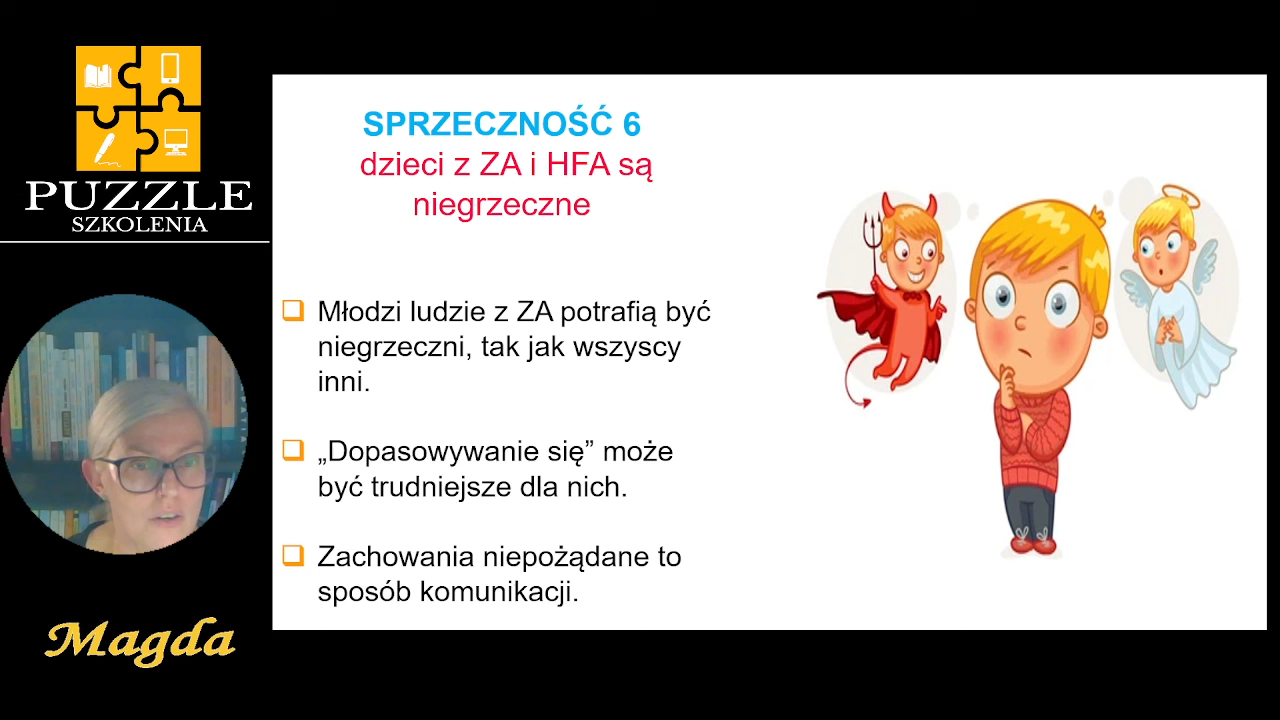 PUZZLE
SZKOLENIA
SPRZECZNOŚĆ 6
dzieci z ZA i HFA są
niegrzeczne
❑ Młodzi ludzie z ZA potrafią być
niegrzeczni, tak jak wszyscy
inni.
❑ „Dopasowywanie się” może
być trudniejsze dla nich.
❑ Zachowania niepożądane to
sposób komunikacji.
Magda